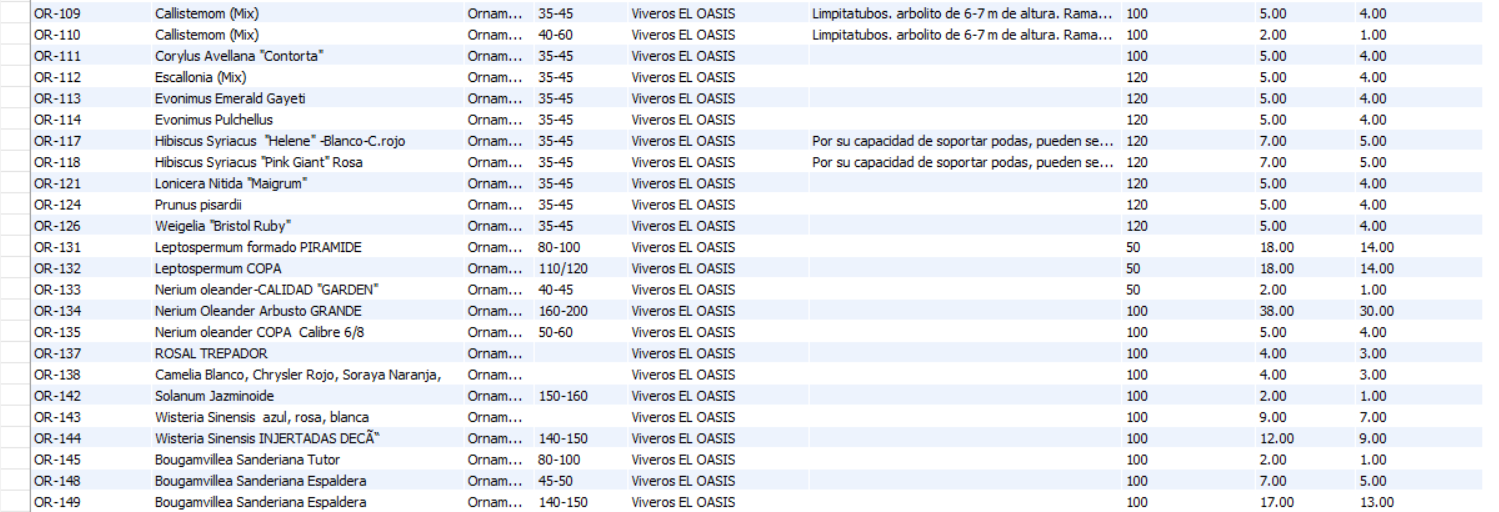 OR-109 Callistemom (Mix) Ornam... 35-45 Viveros EL OASIS Limpitatubos. arbolito de 6-7 m de altura. Rama... 100 5.00 4.00
OR-110 Callistemom (Mix) Ornam... 40-60 Viveros EL OASIS Limpitatubos. arbolito de 6-7 m de altura. Rama... 100 2.00 1.00
OR-111 Corylus Avellana "Contorta" Ornam... 35-45 Viveros EL OASIS 100 5.00 4.00
OR-112 Escallonia (Mix) Ornam... 35-45 Viveros EL OASIS 120 5.00 4.00
OR-113 Evonimus Emerald Gayeti Ornam... 35-45 Viveros EL OASIS 120 5.00 4.00
OR-114 Evonimus Pulchellus Ornam... 35-45 Viveros EL OASIS 120 5.00 4.00
OR-117 Hibiscus Syriacus "Helene" -Blanco-C.rojo Ornam... 35-45 Viveros EL OASIS Por su capacidad de soportar podas, pueden se... 120 7.00 5.00
OR-118 Hibiscus Syriacus "Pink Giant" Rosa Ornam... 35-45 Viveros EL OASIS Por su capacidad de soportar podas, pueden se... 120 7.00 5.00
OR-121 Lonicera Nitida "Maigrum" Ornam... 35-45 Viveros EL OASIS 120 5.00 4.00
OR-124 Prunus pisardii Ornam... 35-45 Viveros EL OASIS 120 5.00 4.00
OR-126 Weigelia "Bristol Ruby" Ornam... 35-45 Viveros EL OASIS 120 5.00 4.00
OR-131 Leptospermum formado PIRAMIDE Ornam... 80-100 Viveros EL OASIS 50 18.00 14.00
OR-132 Leptospermum COPA Ornam... 110/120 Viveros EL OASIS 50 18.00 14.00
OR-133 Nerium oleander-CALIDAD "GARDEN" Ornam... 40-45 Viveros EL OASIS 50 2.00 1.00
OR-134 Nerium Oleander Arbusto GRANDE Ornam... 160-200 Viveros EL OASIS 100 38.00 30.00
OR-135 Nerium oleander COPA Calibre 6/8 Ornam... 50-60 Viveros EL OASIS 100 5.00 4.00
OR-137 ROSAL TREPADOR Ornam... Viveros EL OASIS 100 4.00 3.00
OR-138 Camelia Blanco, Chrysler Rojo, Soraya Naranja, Ornam... Viveros EL OASIS 100 4.00 3.00
OR-142 Solanum Jazminoide Ornam... 150-160 Viveros EL OASIS 100 2.00 1.00
OR-143 Wisteria Sinensis azul, rosa, blanca Ornam... Viveros EL OASIS 100 9.00 7.00
OR-144 Wisteria Sinensis INJERTADAS DECÃ“ Ornam... 140-150 Viveros EL OASIS 100 12.00 9.00
OR-145 Bougamvillea Sanderiana Tutor Ornam... 80-100 Viveros EL OASIS 100 2.00 1.00
OR-148 Bougamvillea Sanderiana Espaldera Ornam... 45-50 Viveros EL OASIS 100 7.00 5.00
OR-149 Bougamvillea Sanderiana Espaldera Ornam... 140-150 Viveros EL OASIS 100 17.00 13.00